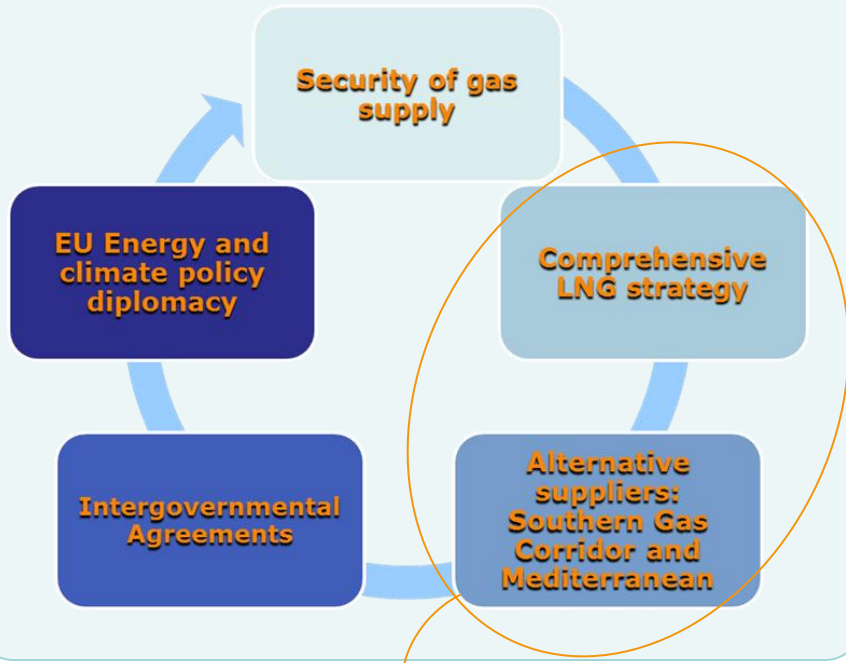 Security of gas
supply
Comprehensive
LNG strategy
Alternative
suppliers:
Southern Gas
Corridor and
Mediterranean
Intergovernmental
Agreements
EU Energy and
climate policy
diplomacy